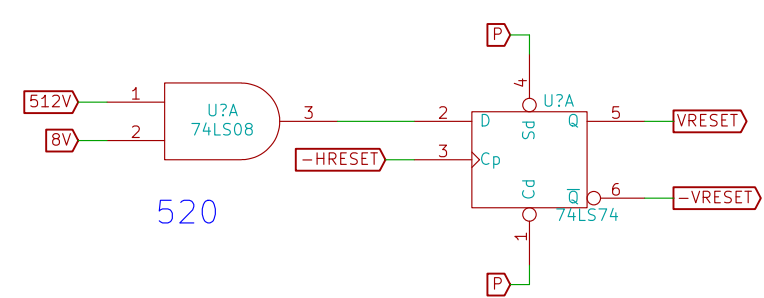 P
4
U?A
512V
1
U?A
74LS08
3
2
D
Sd
Q
5
VRESET
8V
2
-HRESET
3
Cp
520
Cd
Q
6
-VRESET
74LS74
1
P